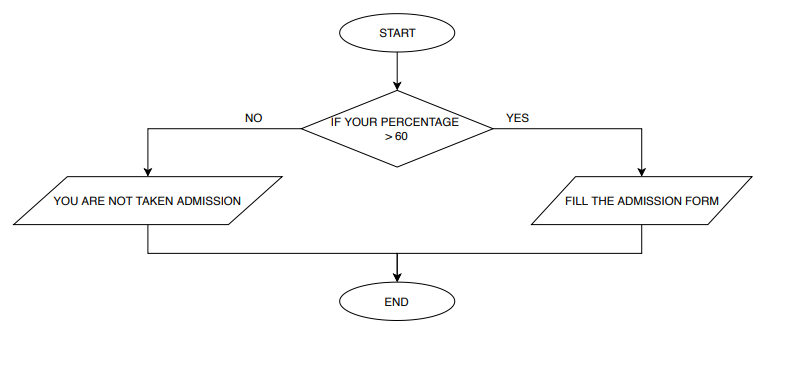 START
IF YOUR PERCENTAGE
> 60
NO
YES
YOU ARE NOT TAKEN ADMISSION
FILL THE ADMISSION FORM
END